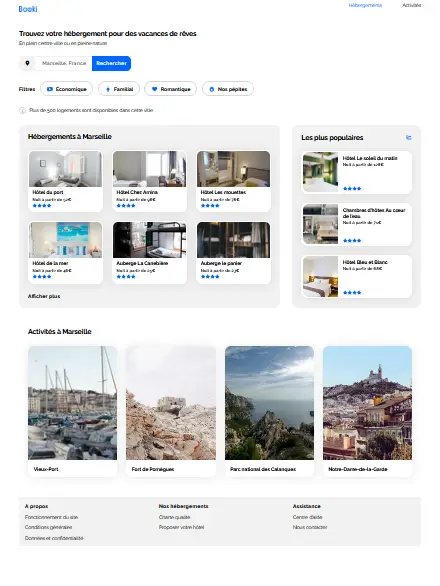 Booki
Hébergements
Activités
Trouvez votre hébergement pour des vacances de rêves
En plein centre ville ou en pleine nature
Marseille, France
Rechercher
Filtres
Économique
Familial
Romantique
Nos pépites
Plus de 500 logements sont disponibles dans cette ville
Hébergements à Marseille
Hôtel du port
Nuit à partir de 52€
Hôtel Chez Amina
Nuit à partir de 96€
Hôtel Les mouettes
Nuit à partir de 76€
Hôtel de la mer
Nuit à partir de 46€
Auberge La Canebière
Nuit à partir de 25€
Auberge le panier
Nuit à partir de 23€
Afficher plus
Les plus populaires
Hôtel Le soleil du matin
Nuit à partir de 128€
Chambres d'hôtes Au cœur
de l'eau
Nuit à partir de 71€
Hôtel Bleu et Blanc
Nuit à partir de 68€
Activités à Marseille
Vieux-Port
Fort de Pomègues
Parc national des Calanques
Notre-Dame-de-la-Garde
A propos
Fonctionnement du site
Conditions générales
Données et confidentialité
Nos hébergements
Charte qualité
Proposer votre hôtel
Assistance
Centre d'aide
Nous contacter